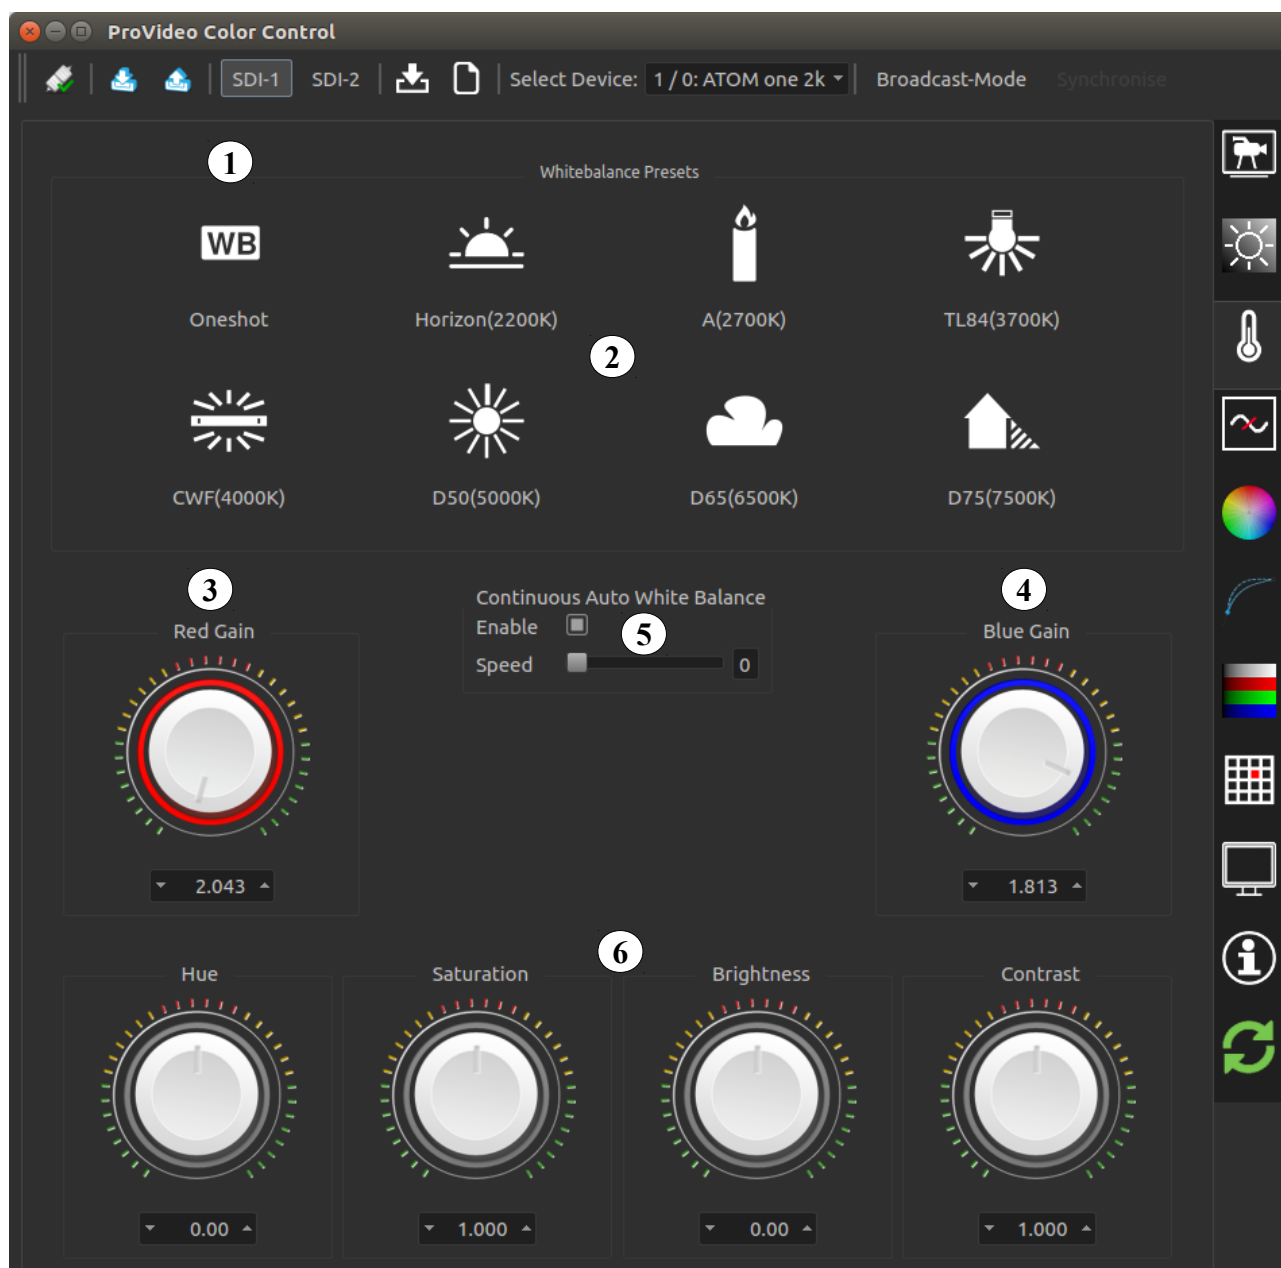 ProVideo Color Control
SDI-1 SDI-2 Select Device: 1 / 0: ATOM one 2k Broadcast-Mode Synchronise
1
Whitebalance Presets
WB
Oneshot Horizon(2200K) A(2700K) TL84(3700K)
2
CWF(4000K) D50(5000K) D65(6500K) D75(7500K)
3 4
Continuous Auto White Balance
Red Gain Enable 5 Blue Gain
Speed 0
2.043 1.813
6
Hue Saturation Brightness Contrast
0.00 1.000 0.00 1.000